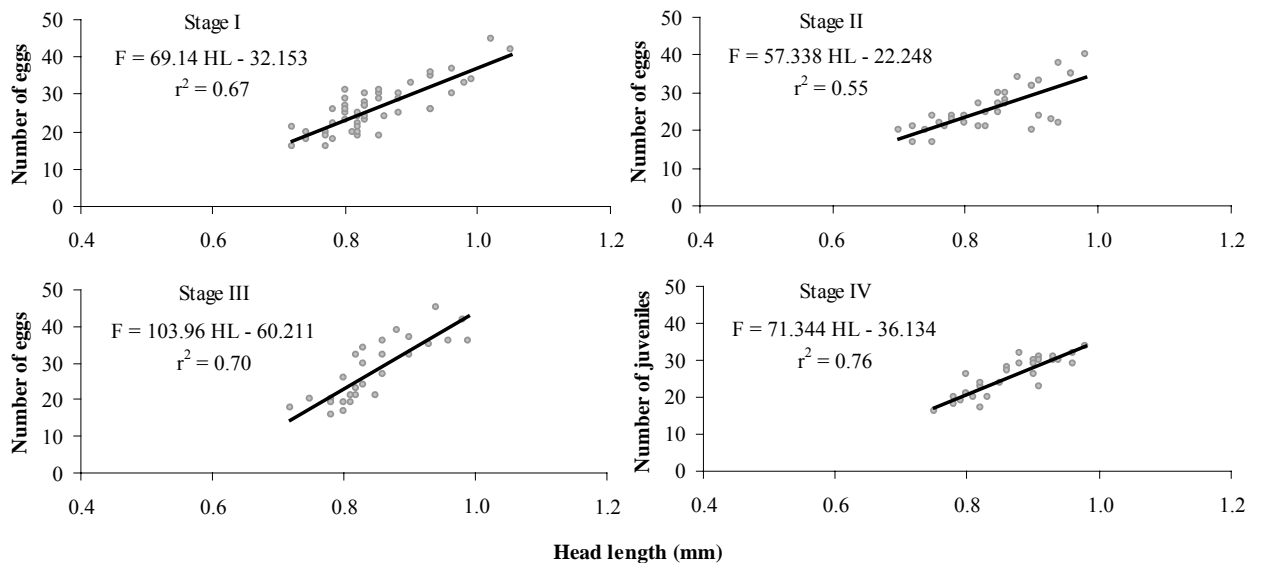 Stage I
F = 69.14 HL - 32.153
r² = 0.67
Number of eggs
50
40
30
20
10
0
0.4 0.6 0.8 1.0 1.2
Stage II
F = 57.338 HL - 22.248
r² = 0.55
Number of eggs
50
40
30
20
10
0
0.4 0.6 0.8 1.0 1.2
Stage III
F = 103.96 HL - 60.211
r² = 0.70
Number of eggs
50
40
30
20
10
0
0.4 0.6 0.8 1.0 1.2
Stage IV
F = 71.344 HL - 36.134
r² = 0.76
Number of juveniles
50
40
30
20
10
0
0.4 0.6 0.8 1.0 1.2
Head length (mm)